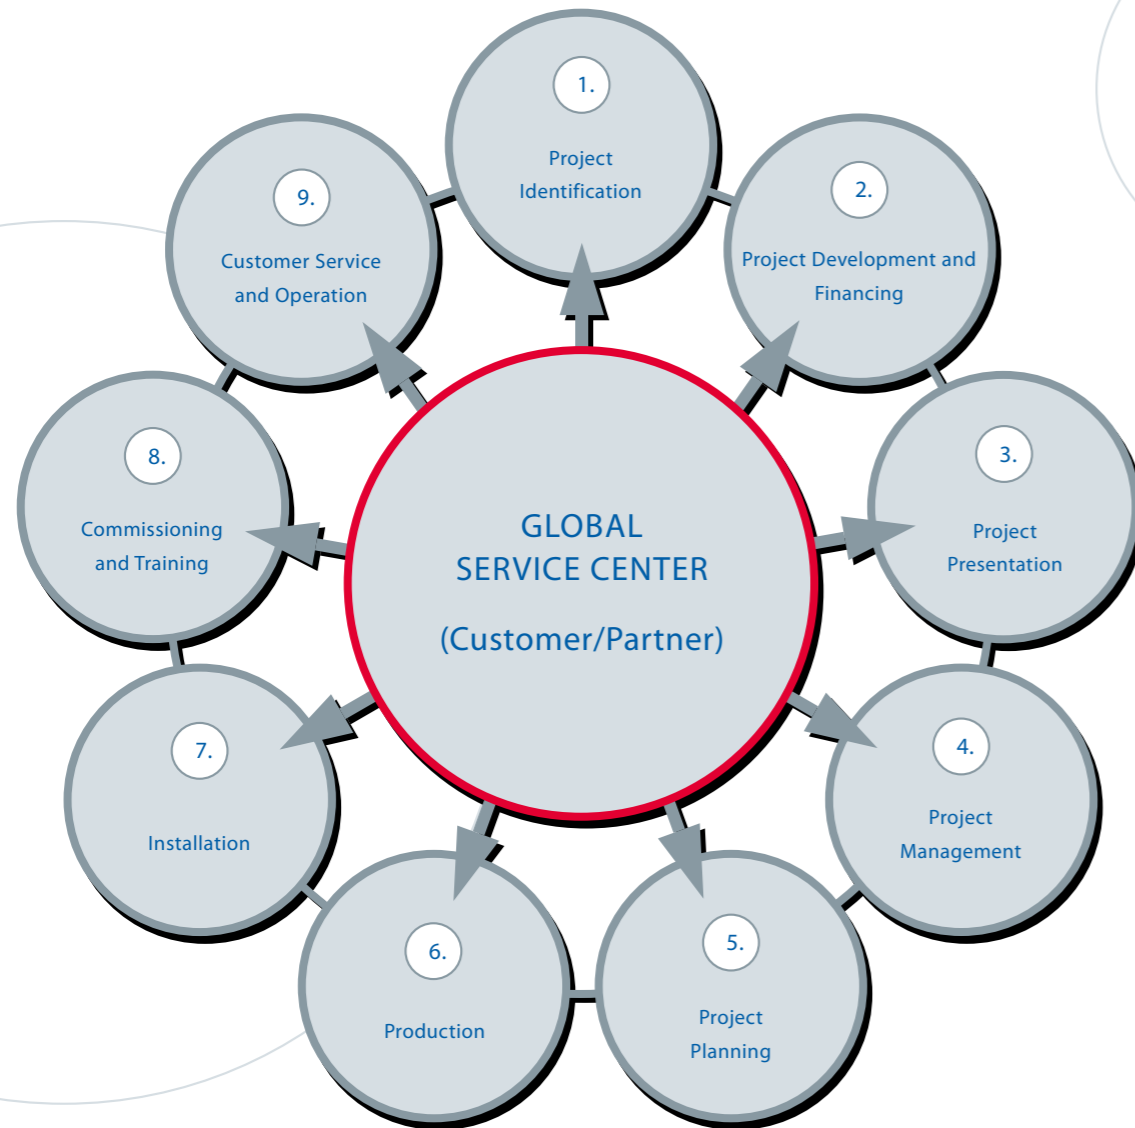 1.
Project
Identification
2.
Project Development and
Financing
3.
Project
Presentation
4.
Project
Management
5.
Project
Planning
6.
Production
7.
Installation
8.
Commissioning
and Training
9.
Customer Service
and Operation
GLOBAL
SERVICE CENTER
(Customer/Partner)